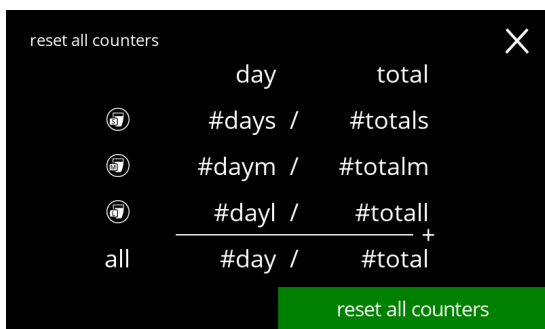 reset all counters
day total
S #days / #totals
M #daym / #totalm
L #dayl / #totall
+
all #day / #total
reset all counters